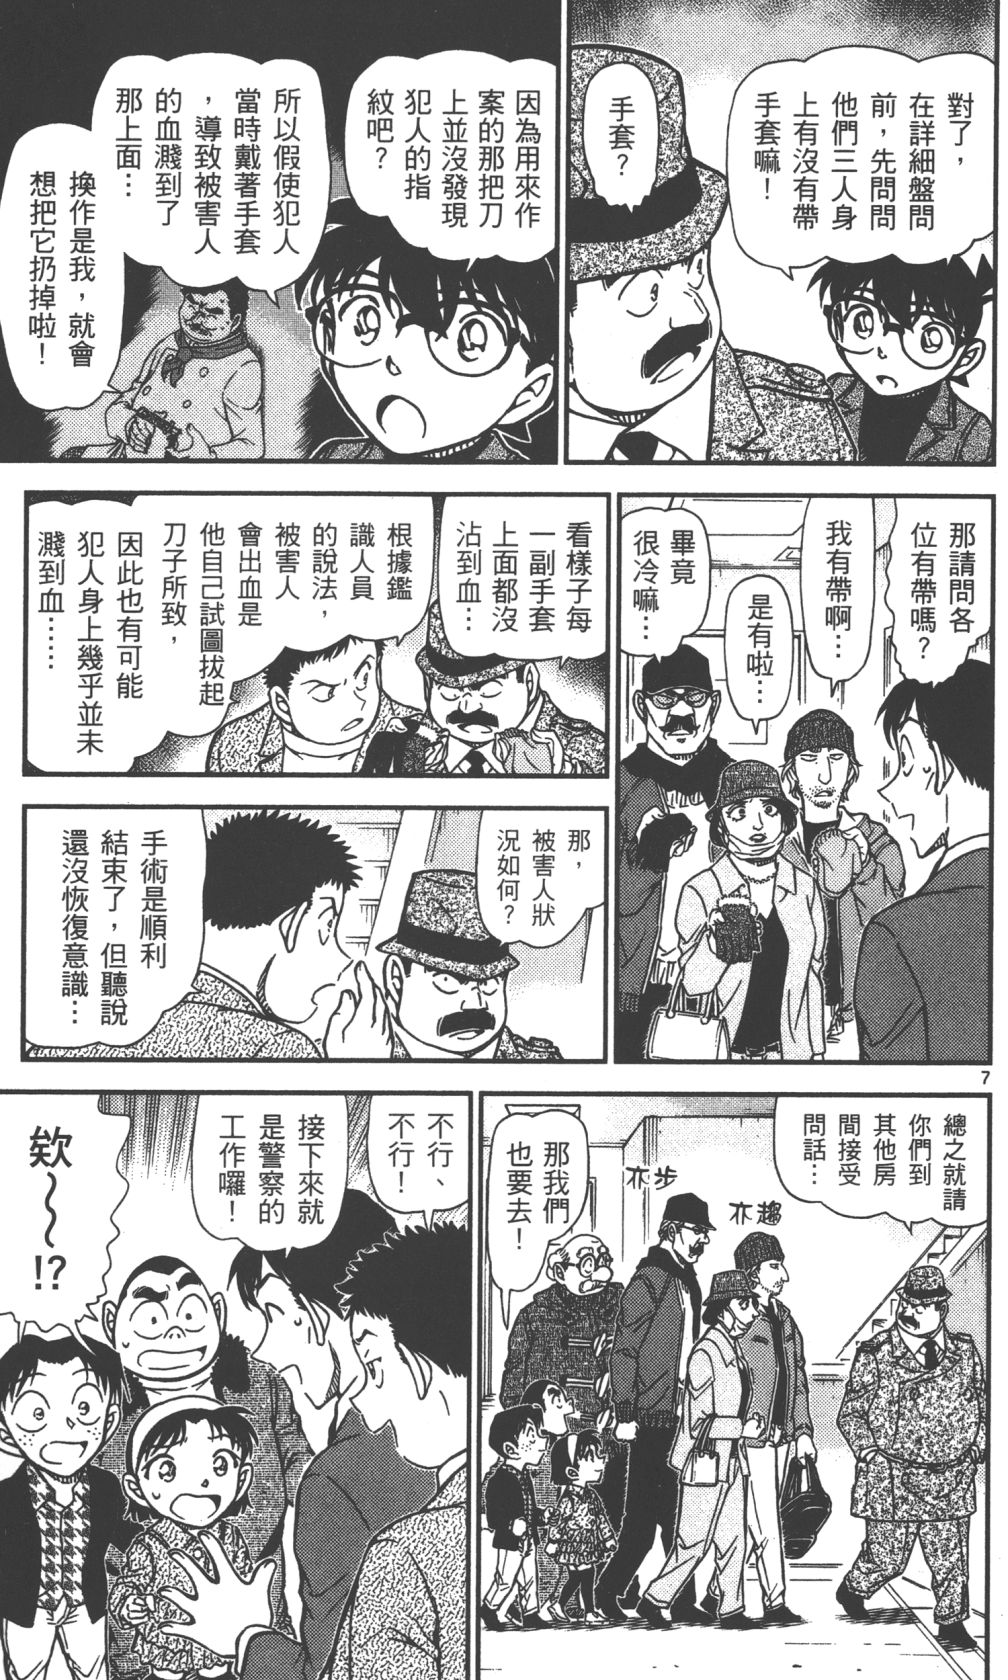 對了，
在詳細盤問
前，先問問
他們三人身
上有沒有帶
手套嘛！
手套？
因為用來作
案的那把刀
上並沒發現
犯人的指
紋吧？
所以假使犯人
當時戴著手套
，導致被害人
的血濺到了
那上面…
換作是我，就會
想把它扔掉啦！
那請問各
位有帶嗎？
我有帶啊…
是有啦…
畢竟
很冷嘛…
看樣子每
一副手套
上面都沒
沾到血…
根據鑑
識人員
的說法，
被害人
會出血是
他自己試圖拔起
刀子所致，
因此也有可能
犯人身上幾乎並未
濺到血……
那，
被害人狀
況如何？
手術是順利
結束了，但聽說
還沒恢復意識…
7
總之就請
你們到
其他房
間接受
問話…
亦趨
亦步
那我們
也要去！
不行、
不行！
接下來就
是警察的
工作囉！
欸～～!?